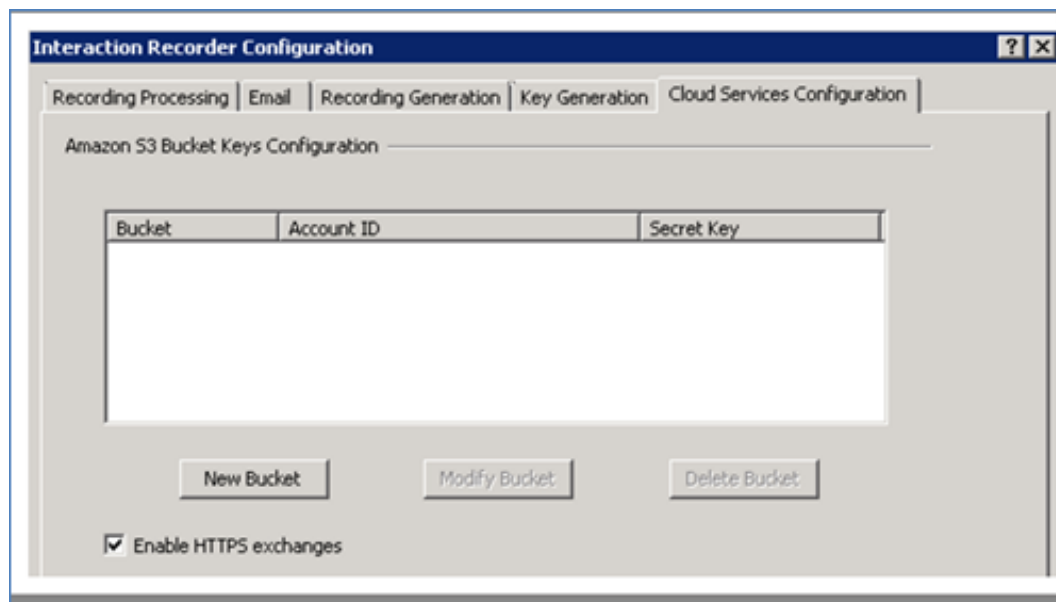 Interaction Recorder Configuration
Recording Processing Email Recording Generation Key Generation Cloud Services Configuration
Amazon S3 Bucket Keys Configuration
Bucket Account ID Secret Key
New Bucket Modify Bucket Delete Bucket
Enable HTTPS exchanges